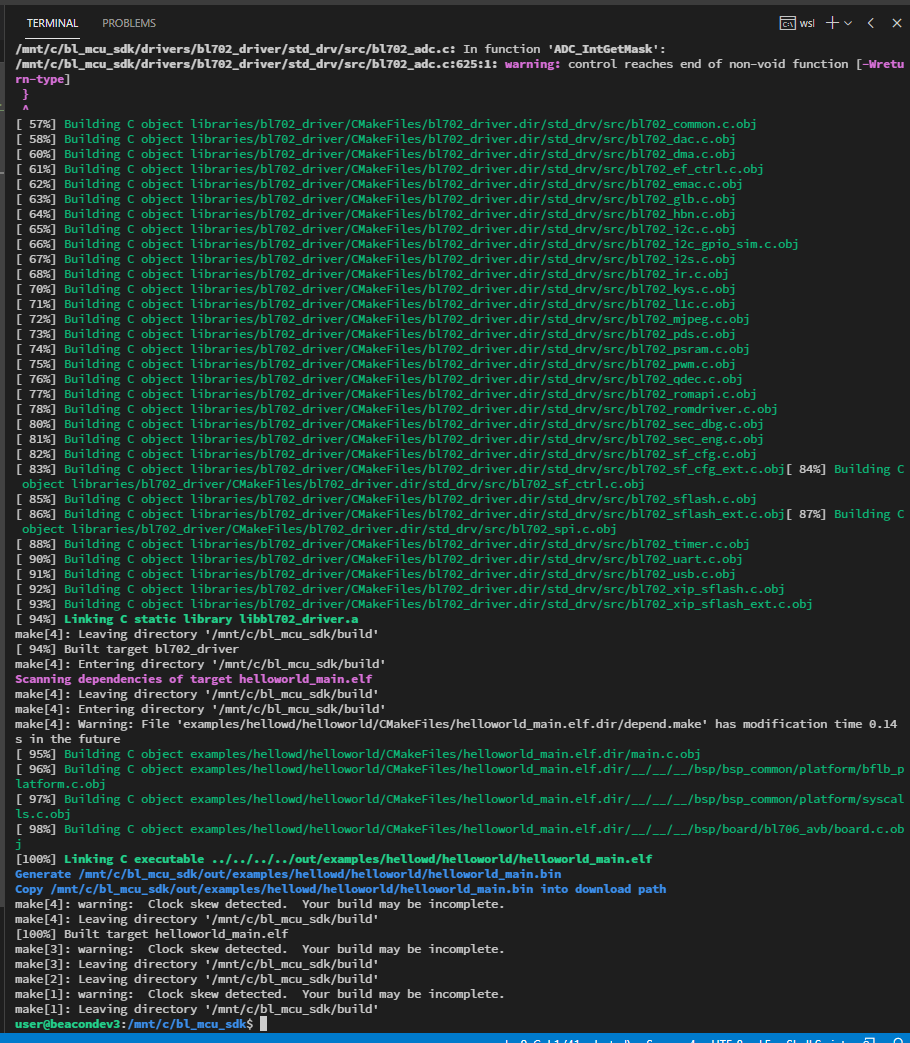 TERMINAL PROBLEMS wsl
/mnt/c/bl_mcu_sdk/drivers/bl702_driver/std_drv/src/bl702_adc.c: In function 'ADC_IntGetMask':
/mnt/c/bl_mcu_sdk/drivers/bl702_driver/std_drv/src/bl702_adc.c:625:1: warning: control reaches end of non-void function [-Wretu
rn-type]
}
^
[ 57%] Building C object libraries/bl702_driver/CMakeFiles/bl702_driver.dir/std_drv/src/bl702_common.c.obj
[ 58%] Building C object libraries/bl702_driver/CMakeFiles/bl702_driver.dir/std_drv/src/bl702_dac.c.obj
[ 60%] Building C object libraries/bl702_driver/CMakeFiles/bl702_driver.dir/std_drv/src/bl702_dma.c.obj
[ 61%] Building C object libraries/bl702_driver/CMakeFiles/bl702_driver.dir/std_drv/src/bl702_ef_ctrl.c.obj
[ 62%] Building C object libraries/bl702_driver/CMakeFiles/bl702_driver.dir/std_drv/src/bl702_emac.c.obj
[ 63%] Building C object libraries/bl702_driver/CMakeFiles/bl702_driver.dir/std_drv/src/bl702_glb.c.obj
[ 64%] Building C object libraries/bl702_driver/CMakeFiles/bl702_driver.dir/std_drv/src/bl702_hbn.c.obj
[ 65%] Building C object libraries/bl702_driver/CMakeFiles/bl702_driver.dir/std_drv/src/bl702_i2c.c.obj
[ 66%] Building C object libraries/bl702_driver/CMakeFiles/bl702_driver.dir/std_drv/src/bl702_i2c_gpio_sim.c.obj
[ 67%] Building C object libraries/bl702_driver/CMakeFiles/bl702_driver.dir/std_drv/src/bl702_i2s.c.obj
[ 68%] Building C object libraries/bl702_driver/CMakeFiles/bl702_driver.dir/std_drv/src/bl702_ir.c.obj
[ 70%] Building C object libraries/bl702_driver/CMakeFiles/bl702_driver.dir/std_drv/src/bl702_kys.c.obj
[ 71%] Building C object libraries/bl702_driver/CMakeFiles/bl702_driver.dir/std_drv/src/bl702_l1c.c.obj
[ 72%] Building C object libraries/bl702_driver/CMakeFiles/bl702_driver.dir/std_drv/src/bl702_mjpeg.c.obj
[ 73%] Building C object libraries/bl702_driver/CMakeFiles/bl702_driver.dir/std_drv/src/bl702_pds.c.obj
[ 74%] Building C object libraries/bl702_driver/CMakeFiles/bl702_driver.dir/std_drv/src/bl702_psram.c.obj
[ 75%] Building C object libraries/bl702_driver/CMakeFiles/bl702_driver.dir/std_drv/src/bl702_pwm.c.obj
[ 76%] Building C object libraries/bl702_driver/CMakeFiles/bl702_driver.dir/std_drv/src/bl702_qdec.c.obj
[ 77%] Building C object libraries/bl702_driver/CMakeFiles/bl702_driver.dir/std_drv/src/bl702_romapi.c.obj
[ 78%] Building C object libraries/bl702_driver/CMakeFiles/bl702_driver.dir/std_drv/src/bl702_romdriver.c.obj
[ 80%] Building C object libraries/bl702_driver/CMakeFiles/bl702_driver.dir/std_drv/src/bl702_sec_dbg.c.obj
[ 81%] Building C object libraries/bl702_driver/CMakeFiles/bl702_driver.dir/std_drv/src/bl702_sec_eng.c.obj
[ 82%] Building C object libraries/bl702_driver/CMakeFiles/bl702_driver.dir/std_drv/src/bl702_sf_cfg.c.obj
[ 83%] Building C object libraries/bl702_driver/CMakeFiles/bl702_driver.dir/std_drv/src/bl702_sf_cfg_ext.c.obj[ 84%] Building C
object libraries/bl702_driver/CMakeFiles/bl702_driver.dir/std_drv/src/bl702_sf_ctrl.c.obj
[ 85%] Building C object libraries/bl702_driver/CMakeFiles/bl702_driver.dir/std_drv/src/bl702_sflash.c.obj
[ 86%] Building C object libraries/bl702_driver/CMakeFiles/bl702_driver.dir/std_drv/src/bl702_sflash_ext.c.obj[ 87%] Building C
object libraries/bl702_driver/CMakeFiles/bl702_driver.dir/std_drv/src/bl702_spi.c.obj
[ 88%] Building C object libraries/bl702_driver/CMakeFiles/bl702_driver.dir/std_drv/src/bl702_timer.c.obj
[ 90%] Building C object libraries/bl702_driver/CMakeFiles/bl702_driver.dir/std_drv/src/bl702_uart.c.obj
[ 91%] Building C object libraries/bl702_driver/CMakeFiles/bl702_driver.dir/std_drv/src/bl702_usb.c.obj
[ 92%] Building C object libraries/bl702_driver/CMakeFiles/bl702_driver.dir/std_drv/src/bl702_xip_sflash.c.obj
[ 93%] Building C object libraries/bl702_driver/CMakeFiles/bl702_driver.dir/std_drv/src/bl702_xip_sflash_ext.c.obj
[ 94%] Linking C static library libbl702_driver.a
make[4]: Leaving directory '/mnt/c/bl_mcu_sdk/build'
[ 94%] Built target bl702_driver
make[4]: Entering directory '/mnt/c/bl_mcu_sdk/build'
Scanning dependencies of target helloworld_main.elf
make[4]: Leaving directory '/mnt/c/bl_mcu_sdk/build'
make[4]: Entering directory '/mnt/c/bl_mcu_sdk/build'
make[4]: Warning: File 'examples/hellowd/helloworld/CMakeFiles/helloworld_main.elf.dir/depend.make' has modification time 0.14
s in the future
[ 95%] Building C object examples/hellowd/helloworld/CMakeFiles/helloworld_main.elf.dir/main.c.obj
[ 96%] Building C object examples/hellowd/helloworld/CMakeFiles/helloworld_main.elf.dir/__/__/__/bsp/bsp_common/platform/bflb_p
latform.c.obj
[ 97%] Building C object examples/hellowd/helloworld/CMakeFiles/helloworld_main.elf.dir/__/__/__/bsp/bsp_common/platform/syscal
ls.c.obj
[ 98%] Building C object examples/hellowd/helloworld/CMakeFiles/helloworld_main.elf.dir/__/__/__/bsp/board/bl706_avb/board.c.ob
j
[100%] Linking C executable ../../../../out/examples/hellowd/helloworld/helloworld_main.elf
Generate /mnt/c/bl_mcu_sdk/out/examples/hellowd/helloworld/helloworld_main.bin
Copy /mnt/c/bl_mcu_sdk/out/examples/hellowd/helloworld/helloworld_main.bin into download path
make[4]: warning:  Clock skew detected.  Your build may be incomplete.
make[4]: Leaving directory '/mnt/c/bl_mcu_sdk/build'
[100%] Built target helloworld_main.elf
make[3]: warning:  Clock skew detected.  Your build may be incomplete.
make[3]: Leaving directory '/mnt/c/bl_mcu_sdk/build'
make[2]: Leaving directory '/mnt/c/bl_mcu_sdk/build'
make[1]: warning:  Clock skew detected.  Your build may be incomplete.
make[1]: Leaving directory '/mnt/c/bl_mcu_sdk/build'
user@beacondev3:/mnt/c/bl_mcu_sdk$